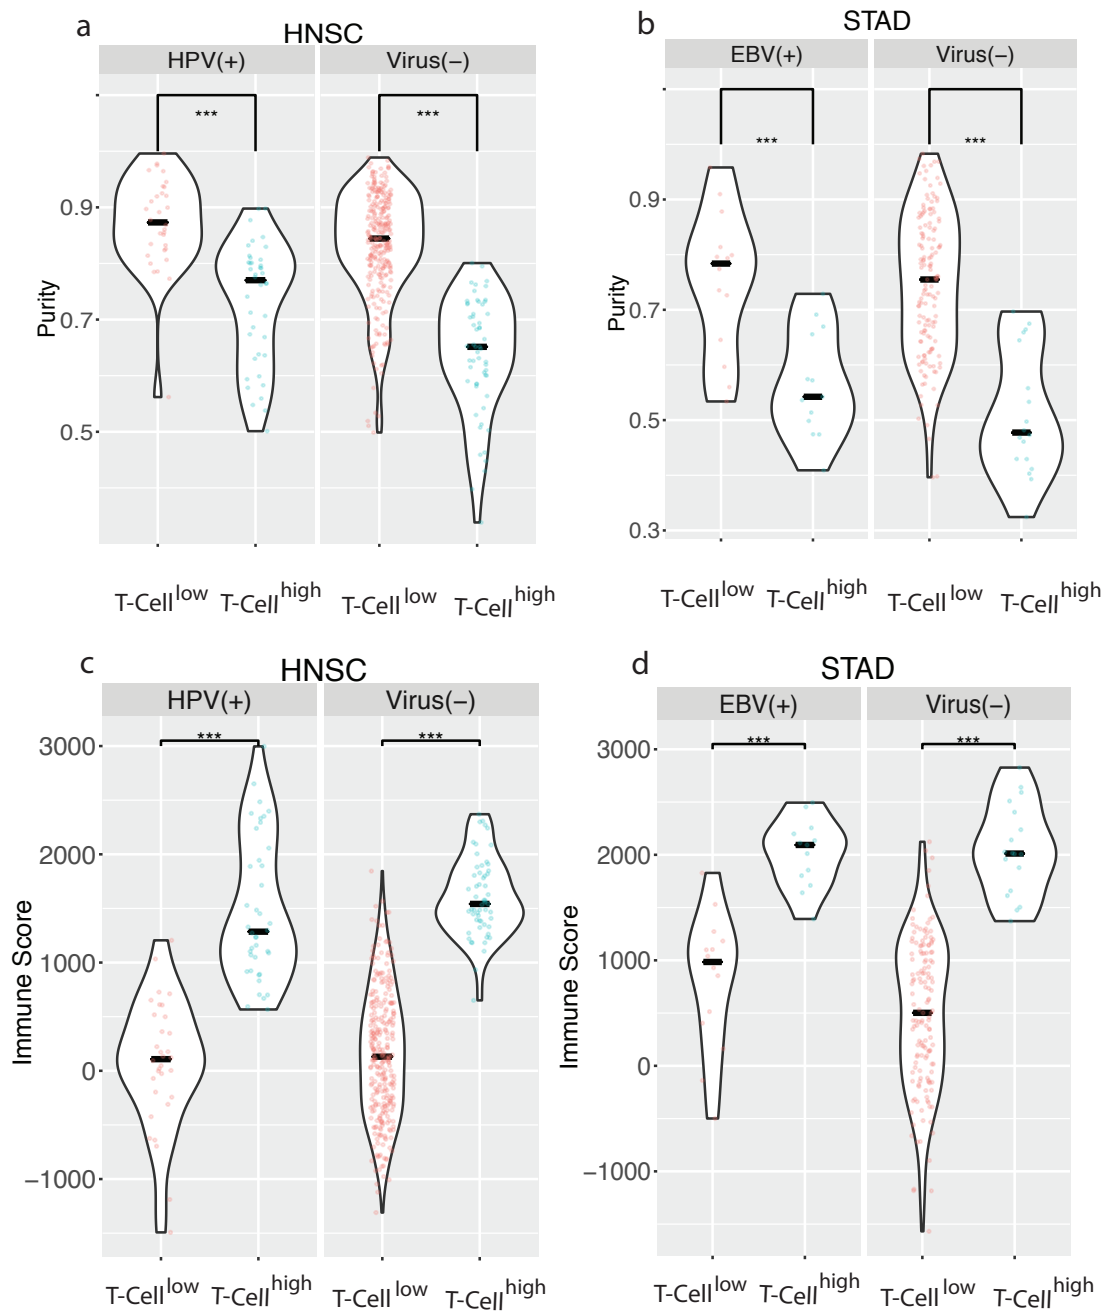 a
HNSC
HPV(+)
Virus(−)
***
***
0.9
0.7
0.5
Purity
T-Cell^low
T-Cell^high
T-Cell^low
T-Cell^high
b
STAD
EBV(+)
Virus(−)
***
***
0.9
0.7
0.5
0.3
Purity
T-Cell^low
T-Cell^high
T-Cell^low
T-Cell^high
c
HNSC
HPV(+)
Virus(−)
***
***
3000
2000
1000
0
−1000
Immune Score
T-Cell^low
T-Cell^high
T-Cell^low
T-Cell^high
d
STAD
EBV(+)
Virus(−)
***
***
3000
2000
1000
0
−1000
Immune Score
T-Cell^low
T-Cell^high
T-Cell^low
T-Cell^high